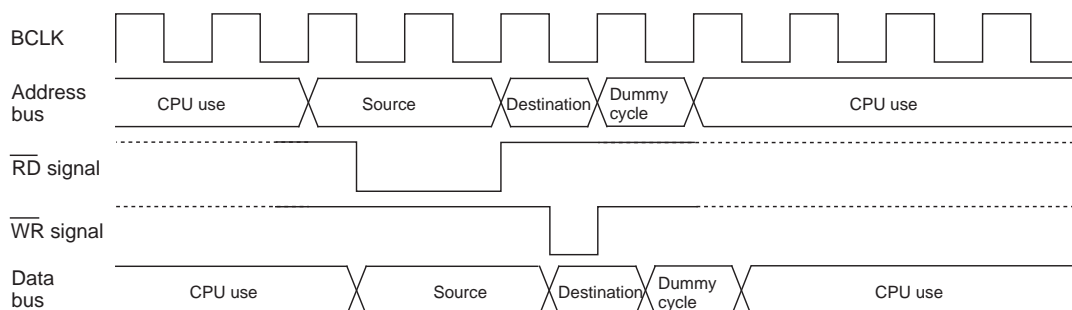 BCLK
Address
bus
CPU use
Source
Destination
Dummy
cycle
CPU use
RD signal
WR signal
Data
bus
CPU use
Source
Destination
Dummy
cycle
CPU use